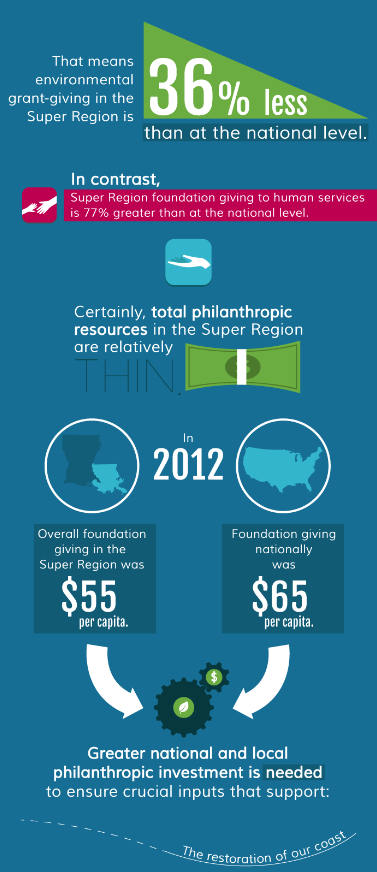 That means
environmental
grant-giving in the
Super Region is
36% less
than at the national level.
In contrast,
Super Region foundation giving to human services
is 77% greater than at the national level.
Certainly, total philanthropic
resources in the Super Region
are relatively
THIN.
$
In
2012
Overall foundation
giving in the
Super Region was
$55
per capita.
Foundation giving
nationally
was
$65
per capita.
$
Greater national and local
philanthropic investment is needed
to ensure crucial inputs that support:
The restoration of our coast